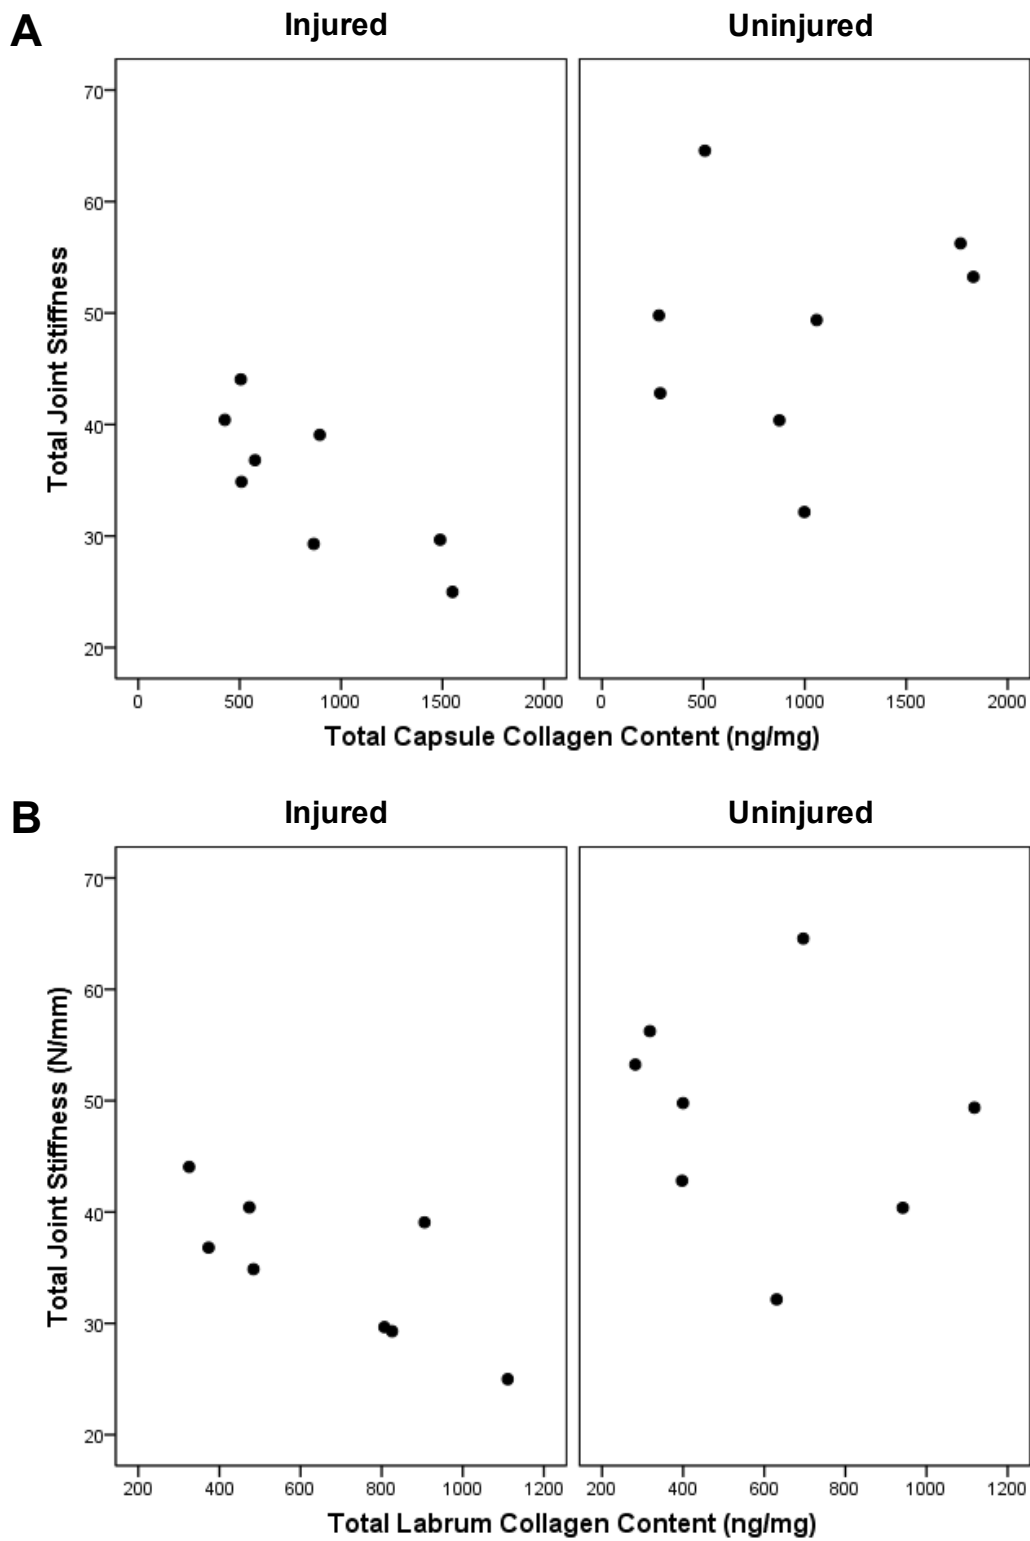 A
Injured Uninjured
70
60
50
40
30
20
Total Joint Stiffness
0 500 1000 1500 2000 0 500 1000 1500 2000
Total Capsule Collagen Content (ng/mg)
B
Injured Uninjured
70
60
50
40
30
20
Total Joint Stiffness (N/mm)
200 400 600 800 1000 1200 200 400 600 800 1000 1200
Total Labrum Collagen Content (ng/mg)